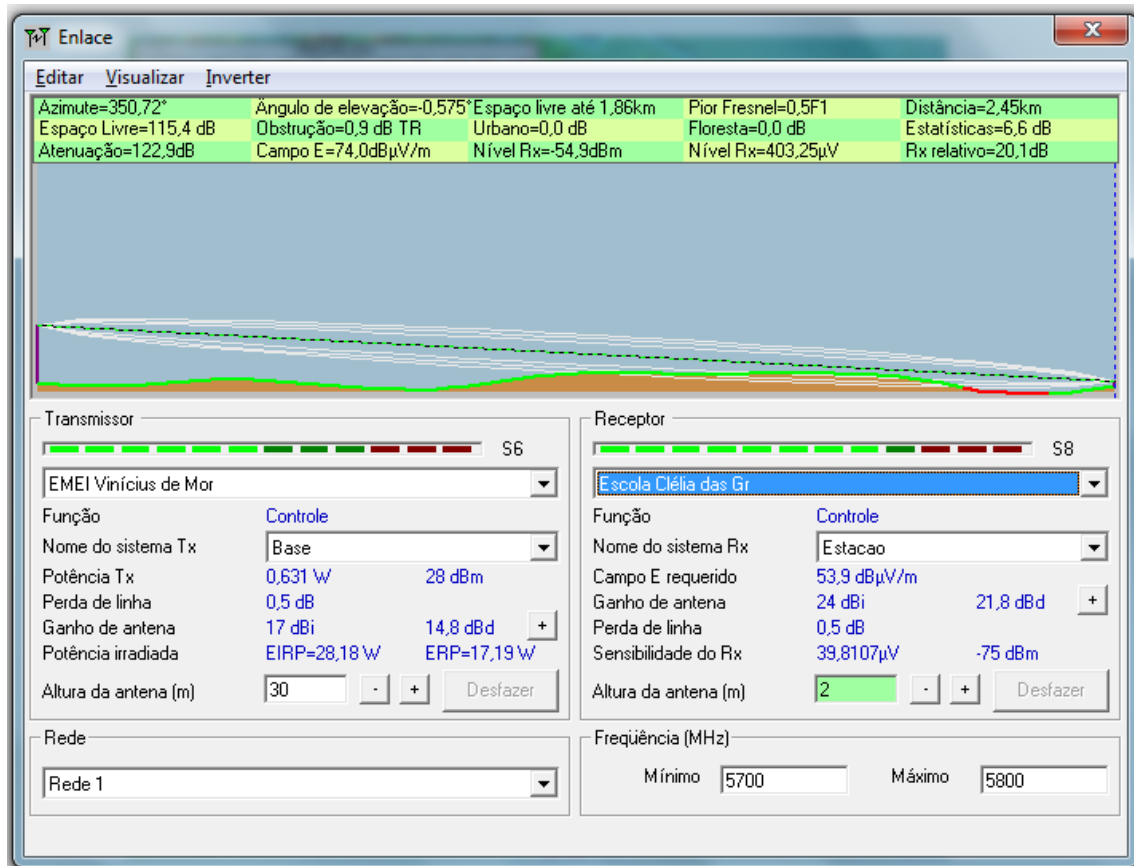 Enlace
Editar Visualizar Inverter
Azimute=350,72° Ângulo de elevação=-0,575° Espaço livre até 1,86km Pior Fresnel=0,5F1 Distância=2,45km
Espaço Livre=115,4 dB Obstrução=0,9 dB TR Urbano=0,0 dB Floresta=0,0 dB Estatísticas=6,6 dB
Atenuação=122,9dB Campo E=74,0dBµV/m Nível Rx=-54,9dBm Nível Rx=403,25µV Rx relativo=20,1dB
Transmissor
S6
EMEI Vinícius de Mor
Função Controle
Nome do sistema Tx Base
Potência Tx 0,631 W 28 dBm
Perda de linha 0,5 dB
Ganho de antena 17 dBi 14,8 dBd +
Potência irradiada EIRP=28,18 W ERP=17,19 W
Altura da antena (m) 30 - + Desfazer
Receptor
S8
Escola Clélia das Gr
Função Controle
Nome do sistema Rx Estacao
Campo E requerido 53,9 dBµV/m
Ganho de antena 24 dBi 21,8 dBd +
Perda de linha 0,5 dB
Sensibilidade do Rx 39,8107µV -75 dBm
Altura da antena (m) 2 - + Desfazer
Rede
Rede 1
Freqüência (MHz)
Mínimo 5700 Máximo 5800